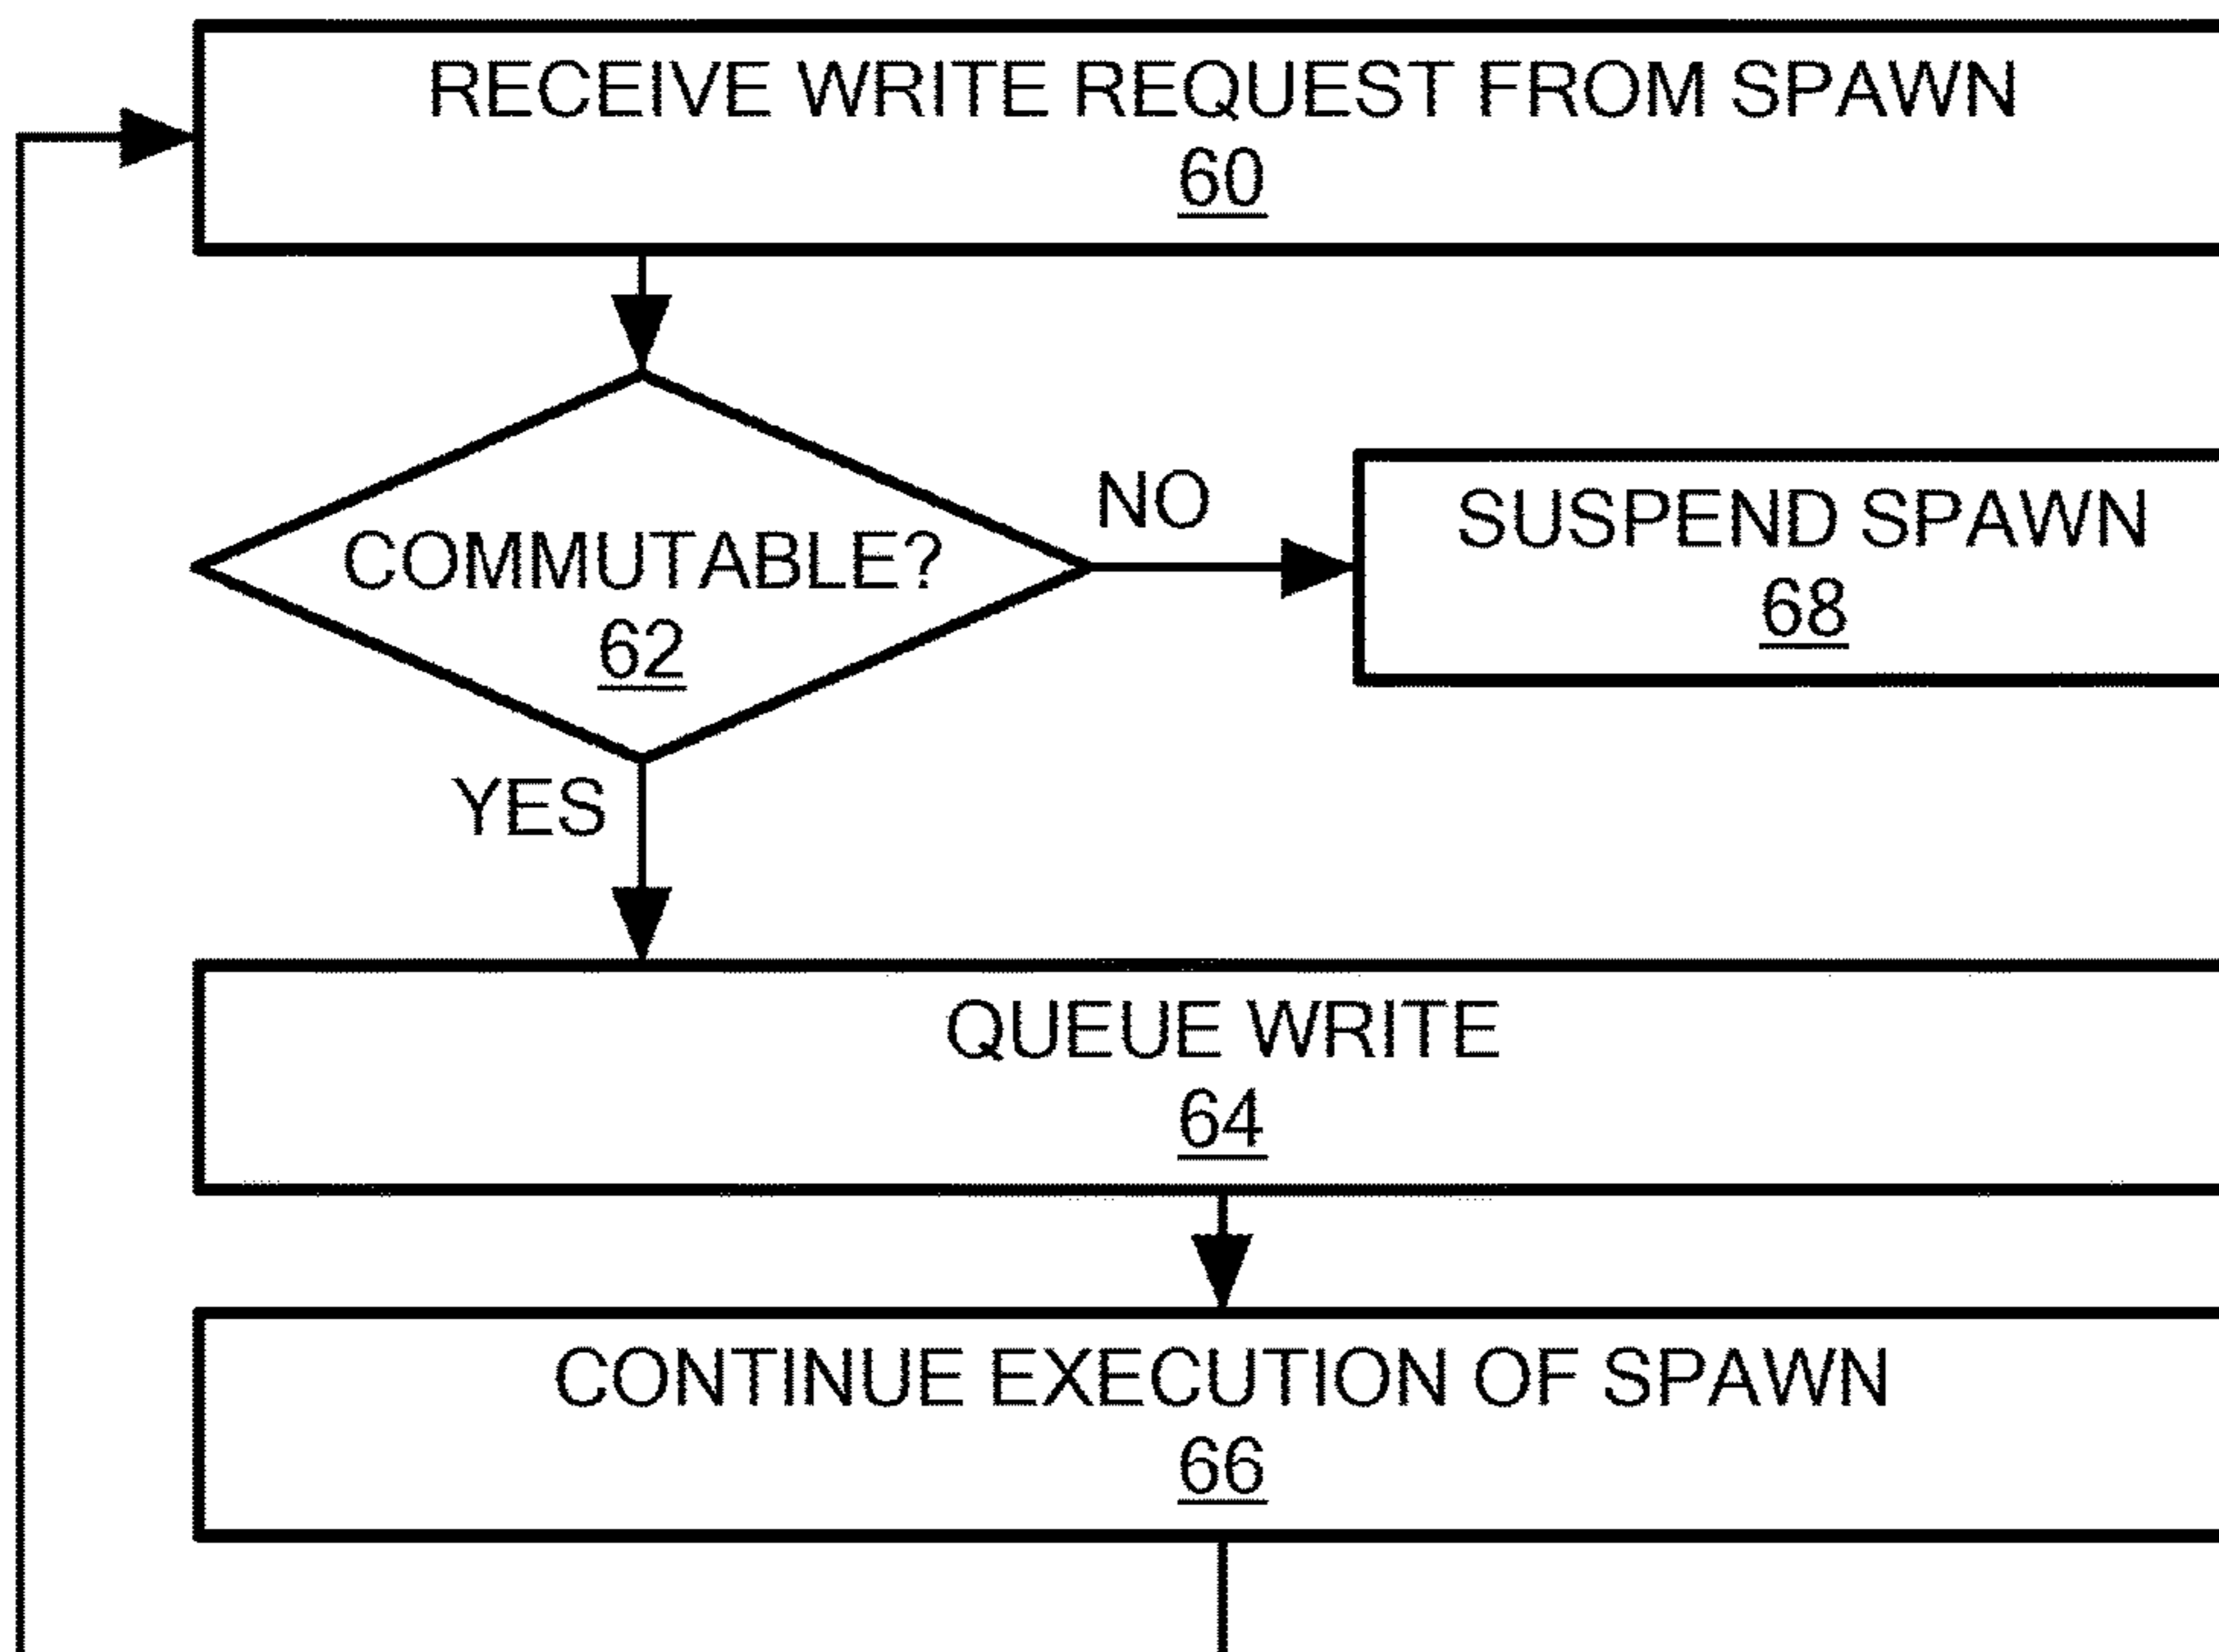 RECEIVE WRITE REQUEST FROM SPAWN
60
COMMUTABLE?
62
NO
SUSPEND SPAWN
68
YES
QUEUE WRITE
64
CONTINUE EXECUTION OF SPAWN
66